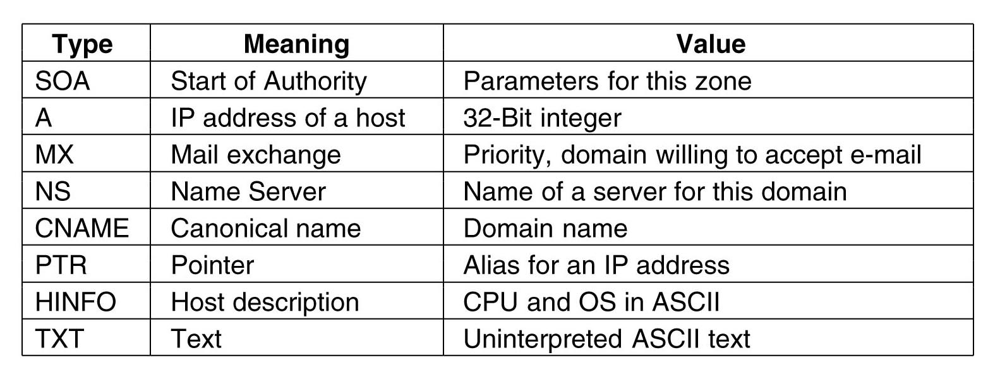 Type Meaning Value
SOA Start of Authority Parameters for this zone
A IP address of a host 32-Bit integer
MX Mail exchange Priority, domain willing to accept e-mail
NS Name Server Name of a server for this domain
CNAME Canonical name Domain name
PTR Pointer Alias for an IP address
HINFO Host description CPU and OS in ASCII
TXT Text Uninterpreted ASCII text